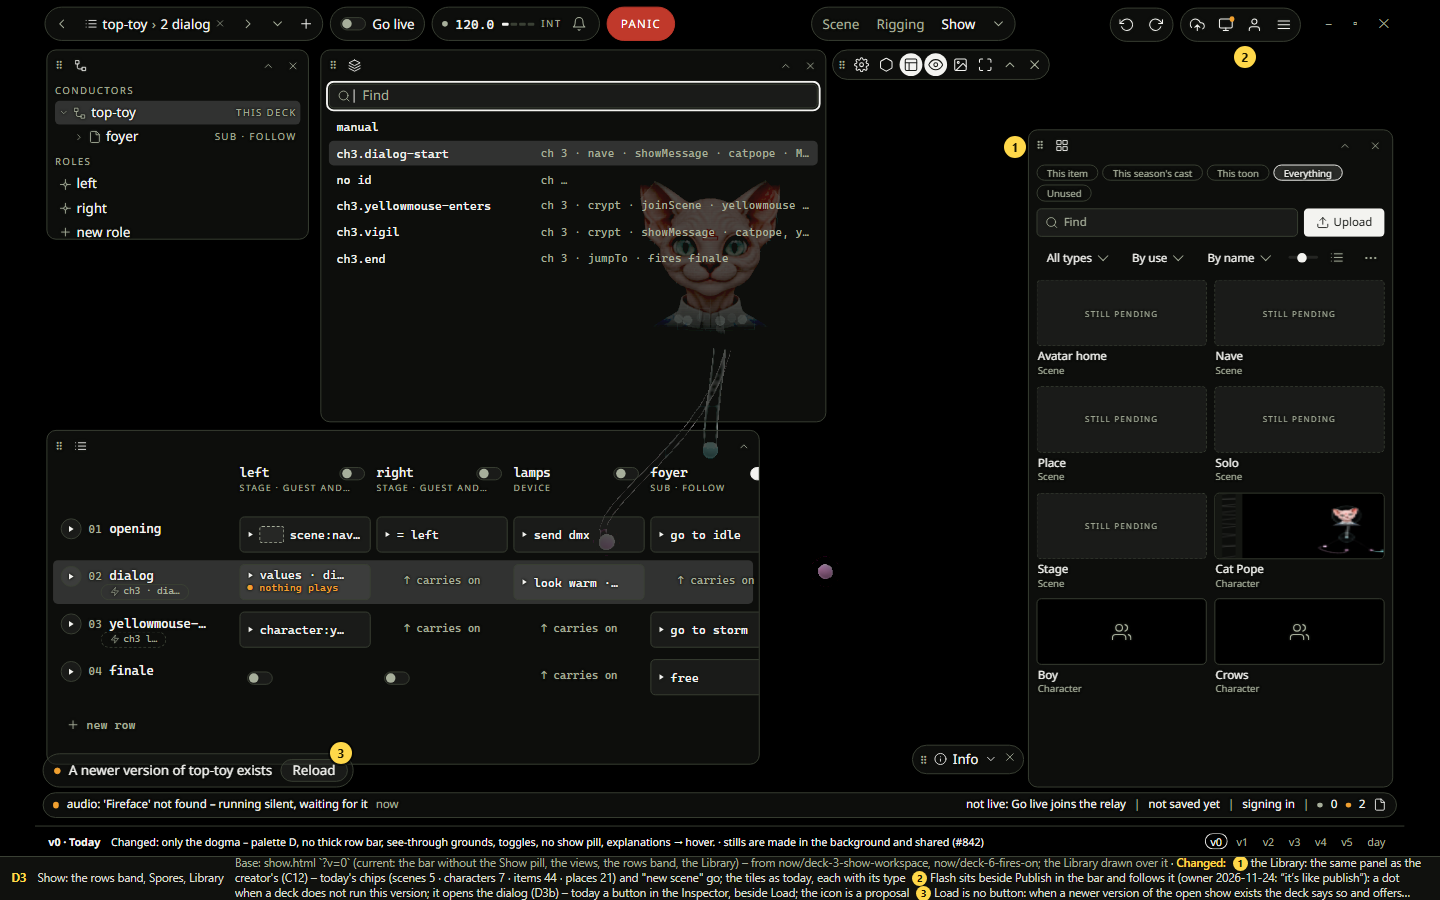 top-toy › 2 dialog
Go live
120.0 INT
PANIC
Scene Rigging Show
2
CONDUCTORS
top-toy THIS DECK
foyer SUB · FOLLOW
ROLES
left
right
new role
Find
manual
ch3.dialog-start ch 3 · nave · showMessage · catpope · M…
no id ch …
ch3.yellowmouse-enters ch 3 · crypt · joinScene · yellowmouse …
ch3.vigil ch 3 · crypt · showMessage · catpope, y…
ch3.end ch 3 · jumpTo · fires finale
1
This item This season's cast This toon Everything
Unused
Find Upload
All types By use By name
STILL PENDING STILL PENDING
Avatar home Nave
Scene Scene
STILL PENDING STILL PENDING
Place Solo
Scene Scene
STILL PENDING
Stage Cat Pope
Scene Character
Boy Crows
Character Character
left right lamps foyer
STAGE · GUEST AND… STAGE · GUEST AND… DEVICE SUB · FOLLOW
01 opening scene:nav… = left send dmx go to idle
02 dialog values · di… ↑ carries on look warm ·… ↑ carries on
ch3 · dia… nothing plays
03 yellowmouse-… character:y… ↑ carries on ↑ carries on go to storm
ch3 l…
04 finale ↑ carries on free
+ new row
3
A newer version of top-toy exists Reload
Info
audio: 'Fireface' not found – running silent, waiting for it now
not live: Go live joins the relay | not saved yet | signing in | 0 2
v0 · Today Changed: only the dogma – palette D, no thick row bar, see-through grounds, toggles, no show pill, explanations → hover. · stills are made in the background and shared (#842)
v0 v1 v2 v3 v4 v5 day
D3 Show: the rows band, Spores, Library
Base: show.html `?v=0` (current: the bar without the Show pill, the views, the rows band, the Library) – from now/deck-3-show-workspace, now/deck-6-fires-on; the Library drawn over it · Changed: 1 the Library: the same panel as the
creator's (C12) – today's chips (scenes 5 · characters 7 · items 44 · places 21) and "new scene" go; the tiles as today, each with its type 2 Flash sits beside Publish in the bar and follows it (owner 2026-11-24: "it's like publish"): a dot
when a deck does not run this version; it opens the dialog (D3b) – today a button in the Inspector, beside Load; the icon is a proposal 3 Load is no button: when a newer version of the open show exists the deck says so and offers…